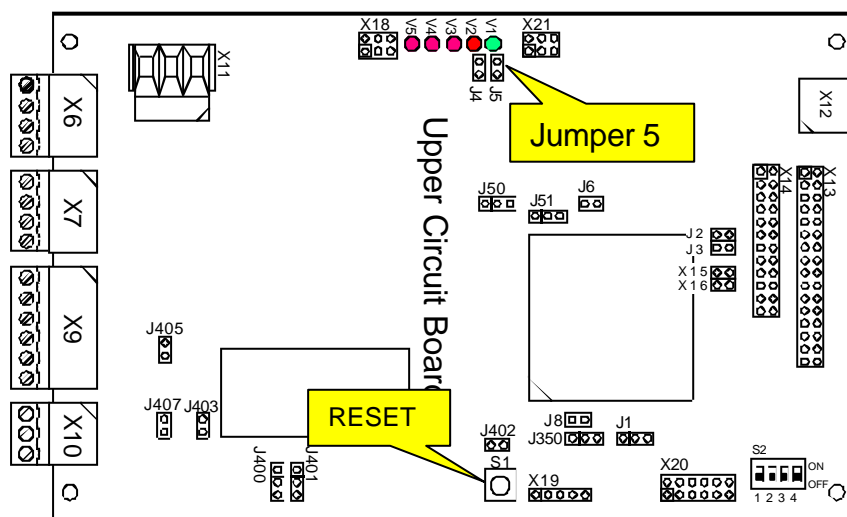 X18
V5
V4
V3
V2
V1
X21
X11
J4
J5
X6
X12
Jumper 5
Upper Circuit Boar
X14
X13
J50
J51
J6
X7
J2
J3
X15
X16
X9
J405
RESET
J407
J403
J8
J402
J350
J1
X10
J400
J401
S1
X19
X20
S2
ON
OFF
1 2 3 4